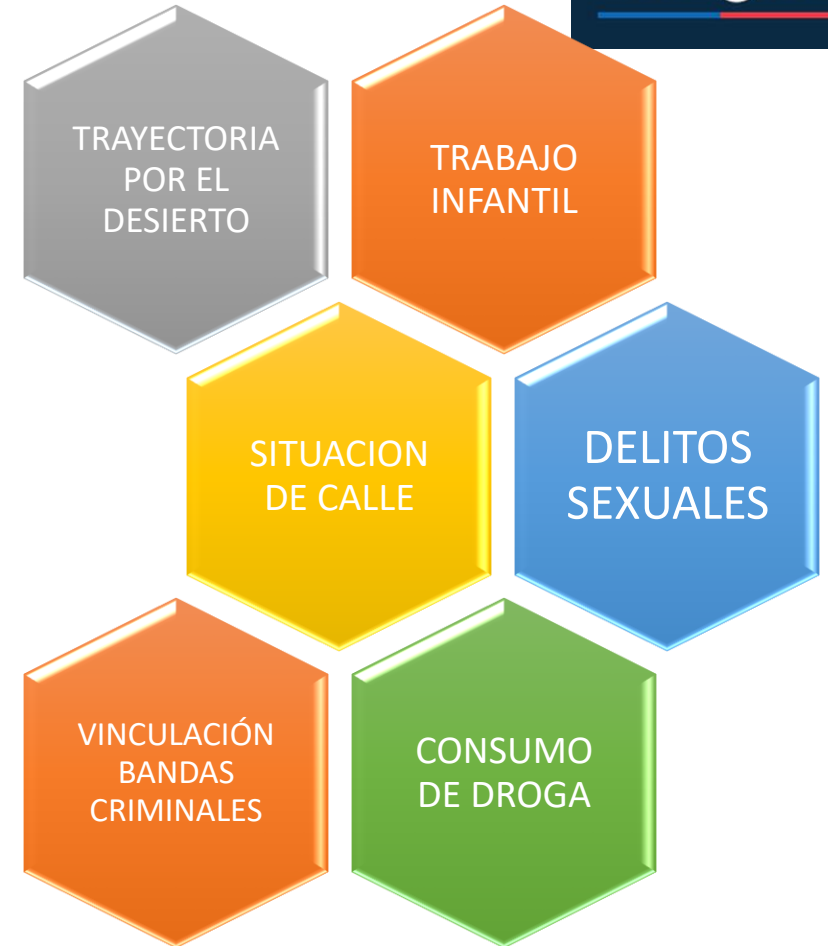 TRAYECTORIA
POR EL
DESIERTO
TRABAJO
INFANTIL
SITUACION
DE CALLE
DELITOS
SEXUALES
VINCULACIÓN
BANDAS
CRIMINALES
CONSUMO
DE DROGA